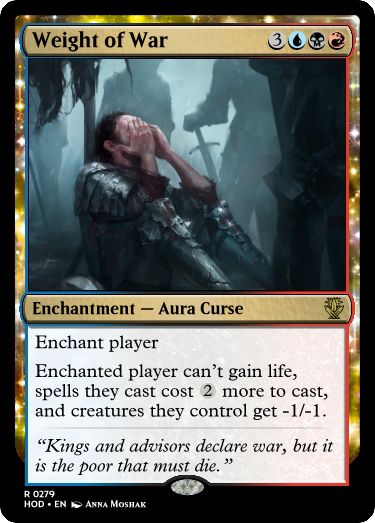 Weight of War 3
Enchantment — Aura Curse
Enchant player
Enchanted player can't gain life,
spells they cast cost 2 more to cast,
and creatures they control get -1/-1.
“Kings and advisors declare war, but it
is the poor that must die.”
R 0279
HOD • EN Anna Moshak